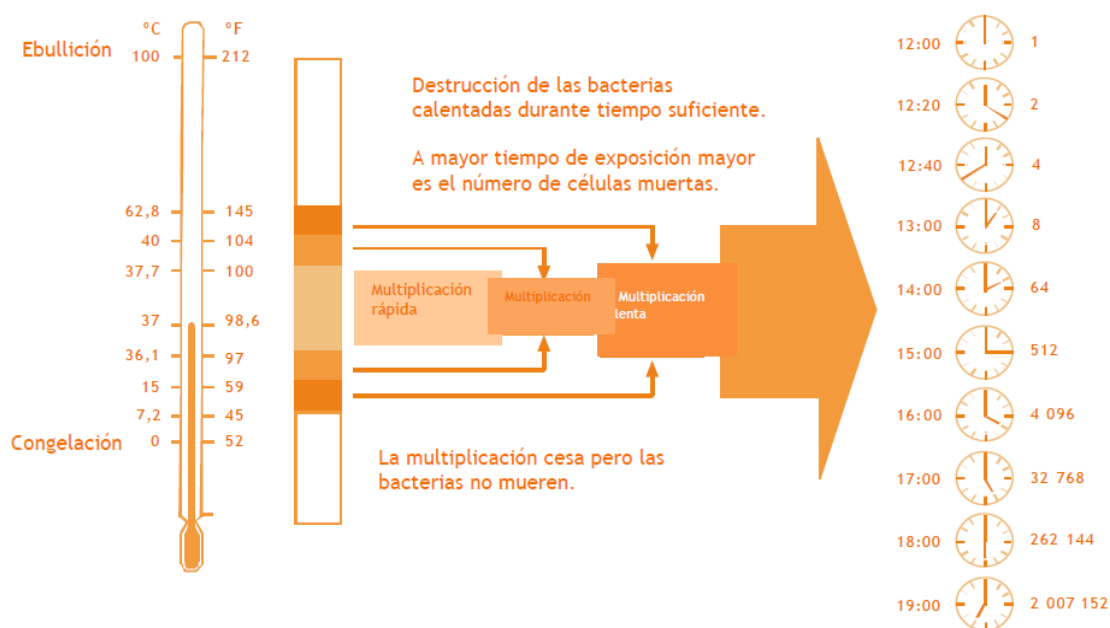 °C °F
Ebullición
100 212
62,8 145
40 104
37,7 100
37 98,6
36,1 97
15 59
7,2 45
Congelación
0 52
Destrucción de las bacterias
calentadas durante tiempo suficiente.
A mayor tiempo de exposición mayor
es el número de células muertas.
Multiplicación
rápida
Multiplicación
Multiplicación
lenta
La multiplicación cesa pero las
bacterias no mueren.
12:00 1
12:20 2
12:40 4
13:00 8
14:00 64
15:00 512
16:00 4 096
17:00 32 768
18:00 262 144
19:00 2 007 152